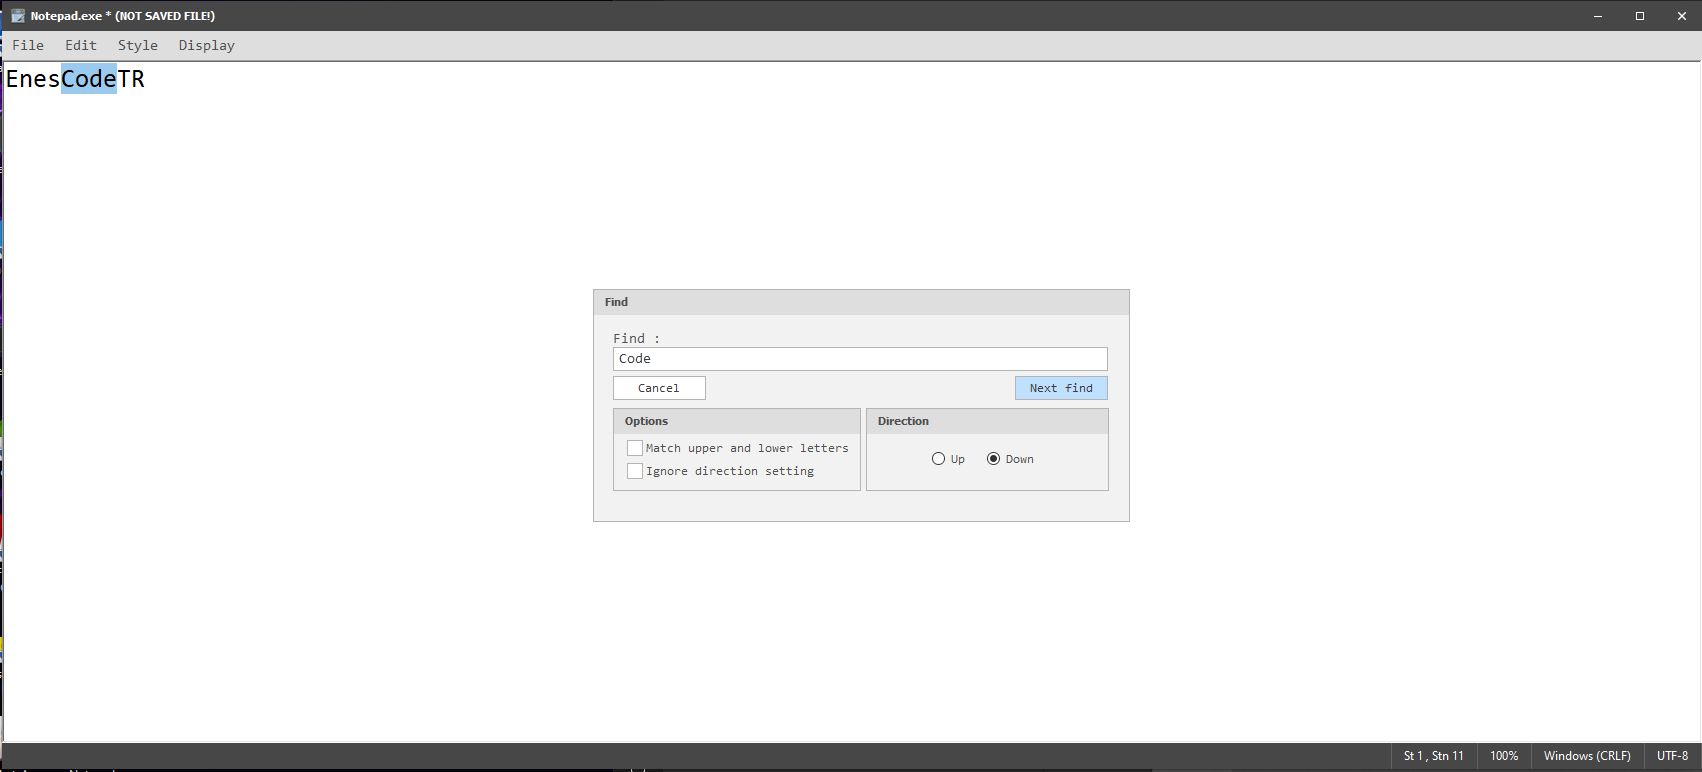 Notepad.exe * (NOT SAVED FILE!)
File Edit Style Display
EnesCodeTR
Find
Find :
Code
Cancel Next find
Options Direction
Match upper and lower letters
Up Down
Ignore direction setting
St 1 , Stn 11 100% Windows (CRLF) UTF-8